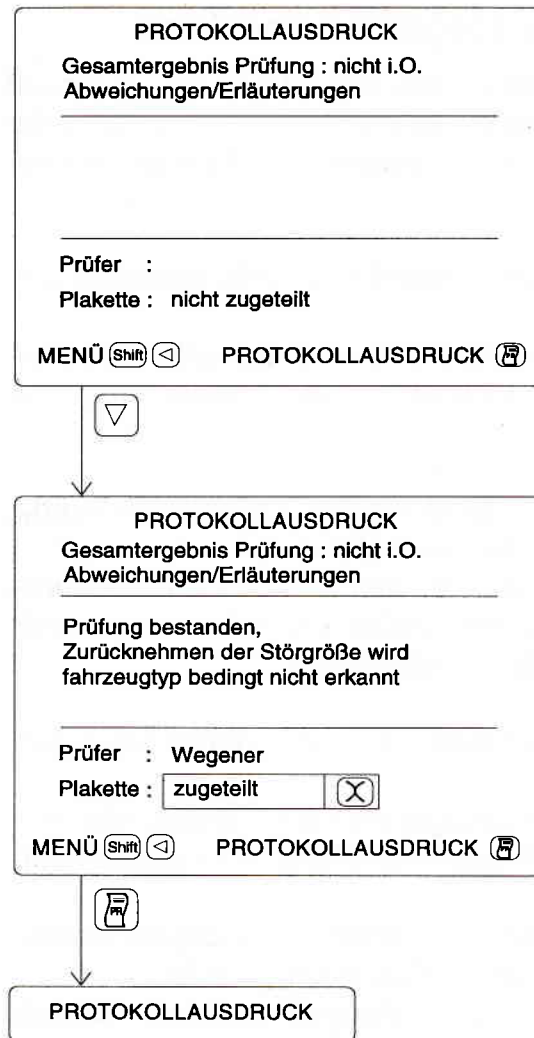 PROTOKOLLAUSDRUCK
Gesamtergebnis Prüfung : nicht i.O.
Abweichungen/Erläuterungen
Prüfer :
Plakette : nicht zugeteilt
MENÜ Shift PROTOKOLLAUSDRUCK
PROTOKOLLAUSDRUCK
Gesamtergebnis Prüfung : nicht i.O.
Abweichungen/Erläuterungen
Prüfung bestanden,
Zurücknehmen der Störgröße wird
fahrzeugtyp bedingt nicht erkannt
Prüfer : Wegener
Plakette : zugeteilt X
MENÜ Shift PROTOKOLLAUSDRUCK
PROTOKOLLAUSDRUCK